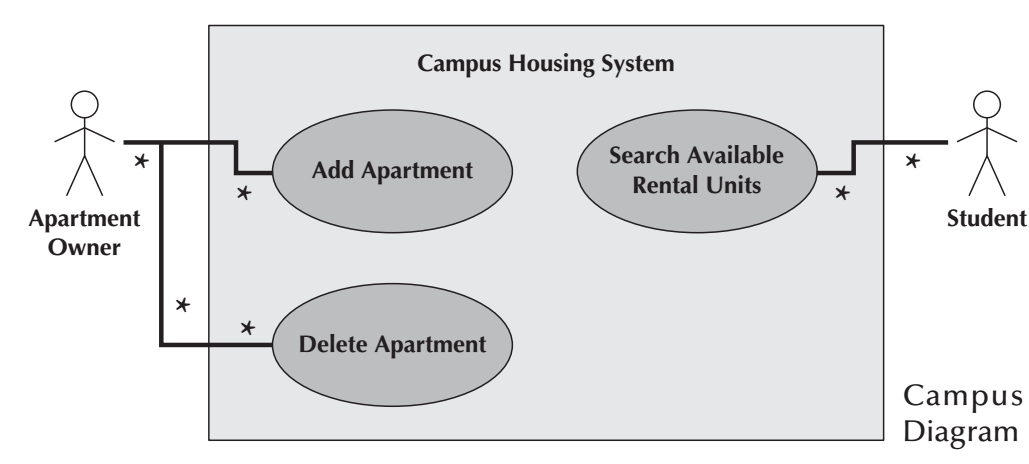 Campus Housing System
Add Apartment
Search Available
Rental Units
*
*
*
*
Apartment
Owner
Student
*
*
Delete Apartment
Campus
Diagram